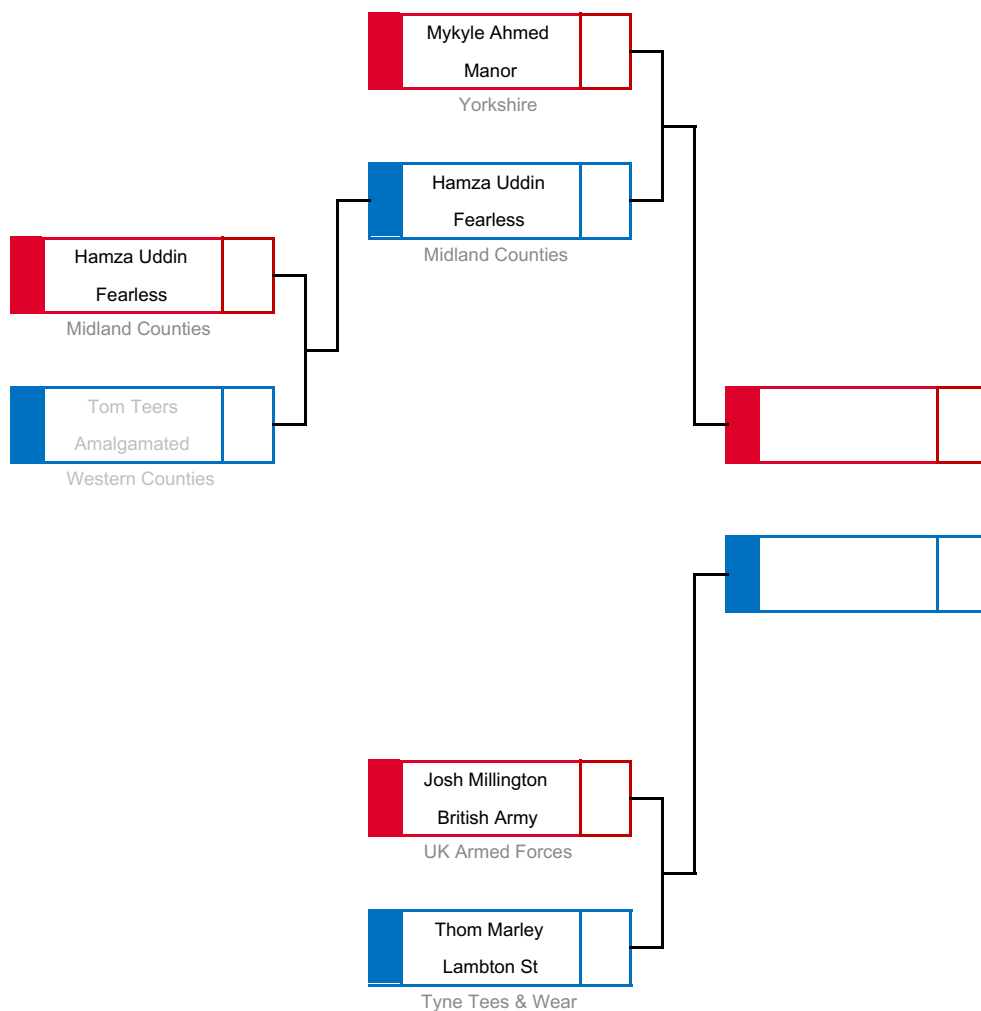 Mykyle Ahmed
Manor
Yorkshire
Hamza Uddin
Fearless
Midland Counties
Hamza Uddin
Fearless
Midland Counties
Tom Teers
Amalgamated
Western Counties
Josh Millington
British Army
UK Armed Forces
Thom Marley
Lambton St
Tyne Tees & Wear